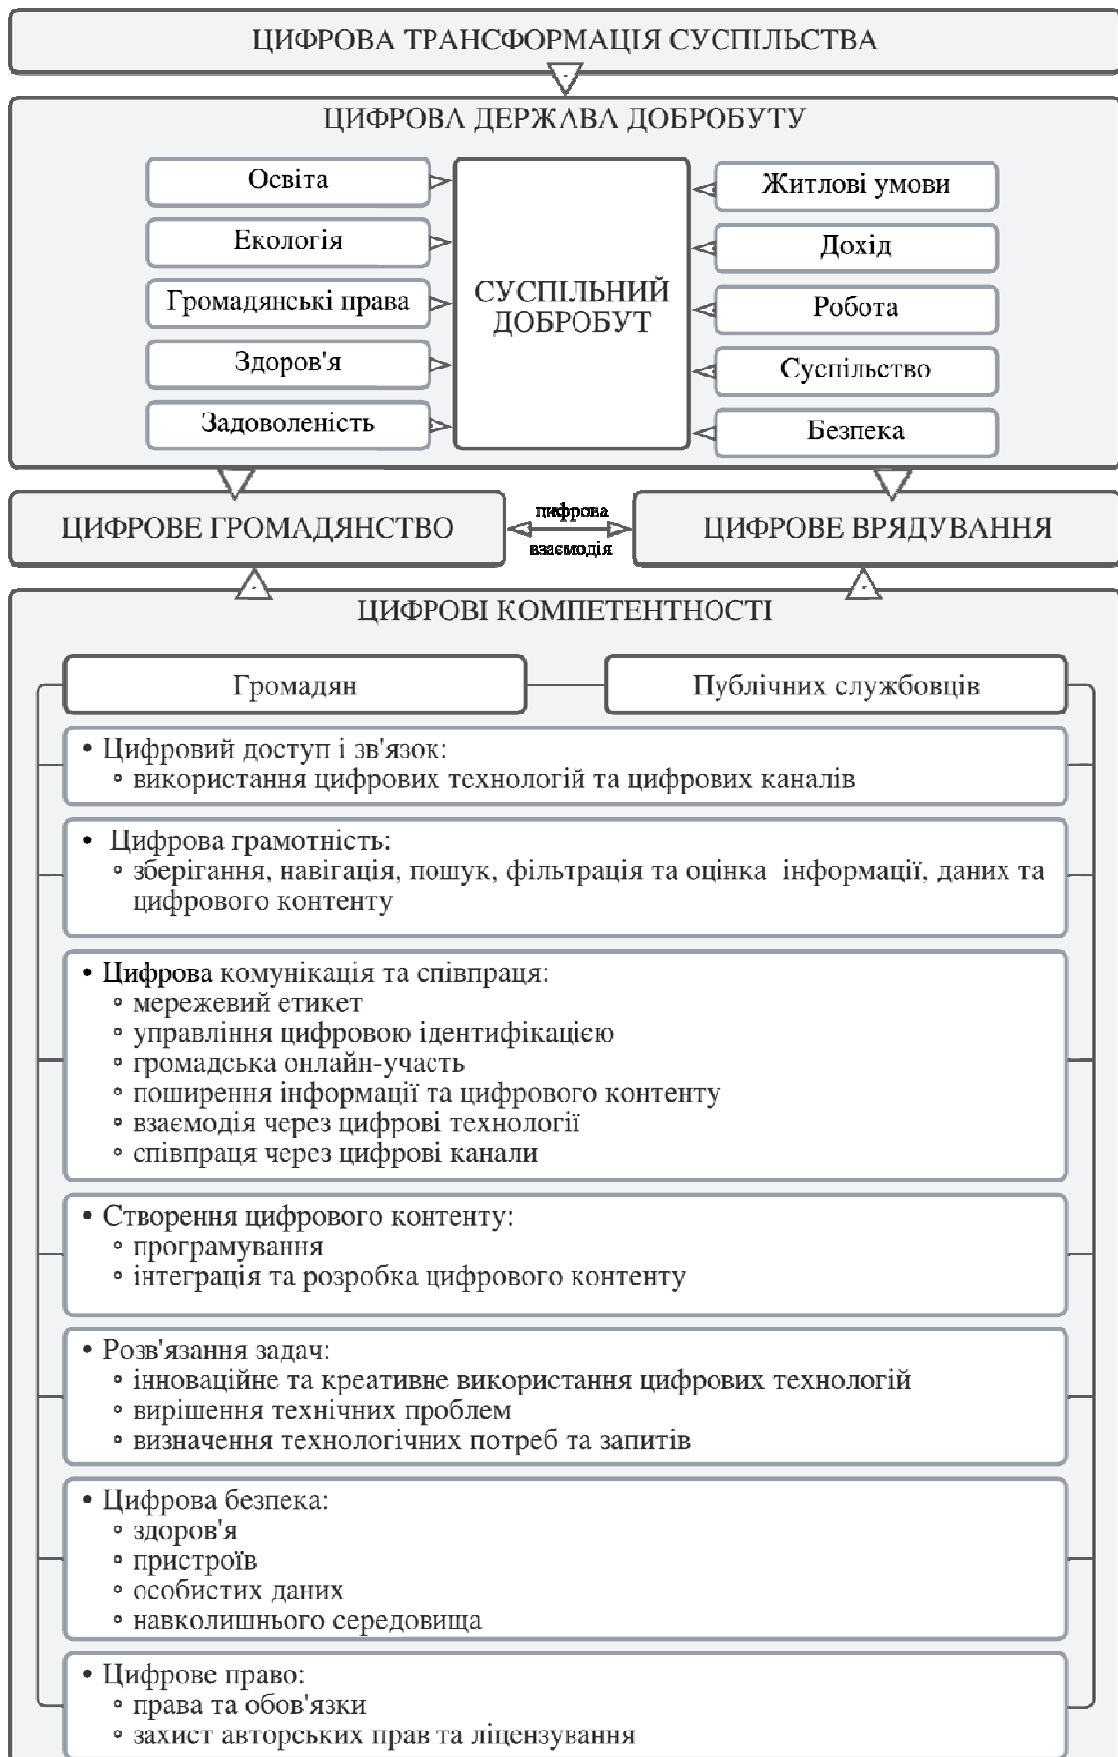 ЦИФРОВА ТРАНСФОРМАЦІЯ СУСПІЛЬСТВА
ЦИФРОВА ДЕРЖАВА ДОБРОБУТУ
Освіта
Екологія
Громадянські права
Здоров'я
Задоволеність
СУСПІЛЬНИЙ
ДОБРОБУТ
Житлові умови
Дохід
Робота
Суспільство
Безпека
ЦИФРОВЕ ГРОМАДЯНСТВО
цифрова
взаємодія
ЦИФРОВЕ ВРЯДУВАННЯ
ЦИФРОВІ КОМПЕТЕНТНОСТІ
Громадян
Публічних службовців
• Цифровий доступ і зв'язок:
∘ використання цифрових технологій та цифрових каналів
• Цифрова грамотність:
∘ зберігання, навігація, пошук, фільтрація та оцінка інформації, даних та
цифрового контенту
• Цифрова комунікація та співпраця:
∘ мережевий етикет
∘ управління цифровою ідентифікацією
∘ громадська онлайн-участь
∘ поширення інформації та цифрового контенту
∘ взаємодія через цифрові технології
∘ співпраця через цифрові канали
• Створення цифрового контенту:
∘ програмування
∘ інтеграція та розробка цифрового контенту
• Розв'язання задач:
∘ інноваційне та креативне використання цифрових технологій
∘ вирішення технічних проблем
∘ визначення технологічних потреб та запитів
• Цифрова безпека:
∘ здоров'я
∘ пристроїв
∘ особистих даних
∘ навколишнього середовища
• Цифрове право:
∘ права та обов'язки
∘ захист авторських прав та ліцензування